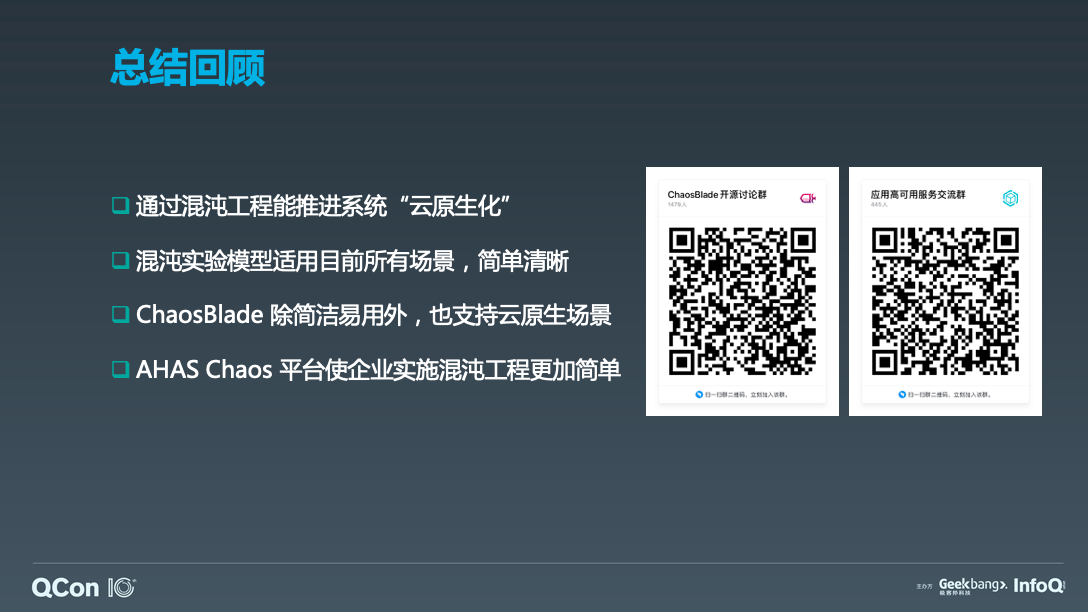 总结回顾
通过混沌工程能推进系统“云原生化”
混沌实验模型适用目前所有场景，简单清晰
ChaosBlade 除简洁易用外，也支持云原生场景
AHAS Chaos 平台使企业实施混沌工程更加简单
ChaosBlade 开源讨论群
1479人
扫一扫群二维码，立刻加入该群。
应用高可用服务交流群
445人
扫一扫群二维码，立刻加入该群。
QCon 10
主办方 Geekbang. InfoQ
极客邦科技